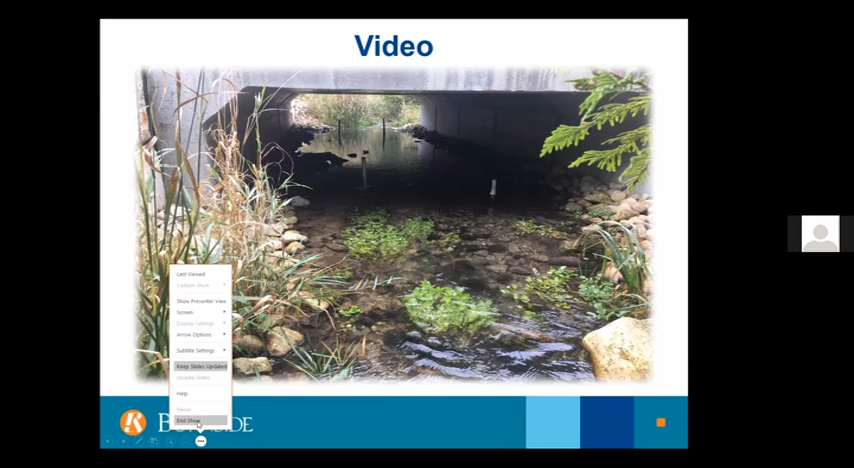 Video
Last Viewed
Custom Show
Show Presenter View
Screen
Display Settings
Arrow Options
Subtitle Settings
Keep Slides Updated
Update Slides
Help
Pause
End Show